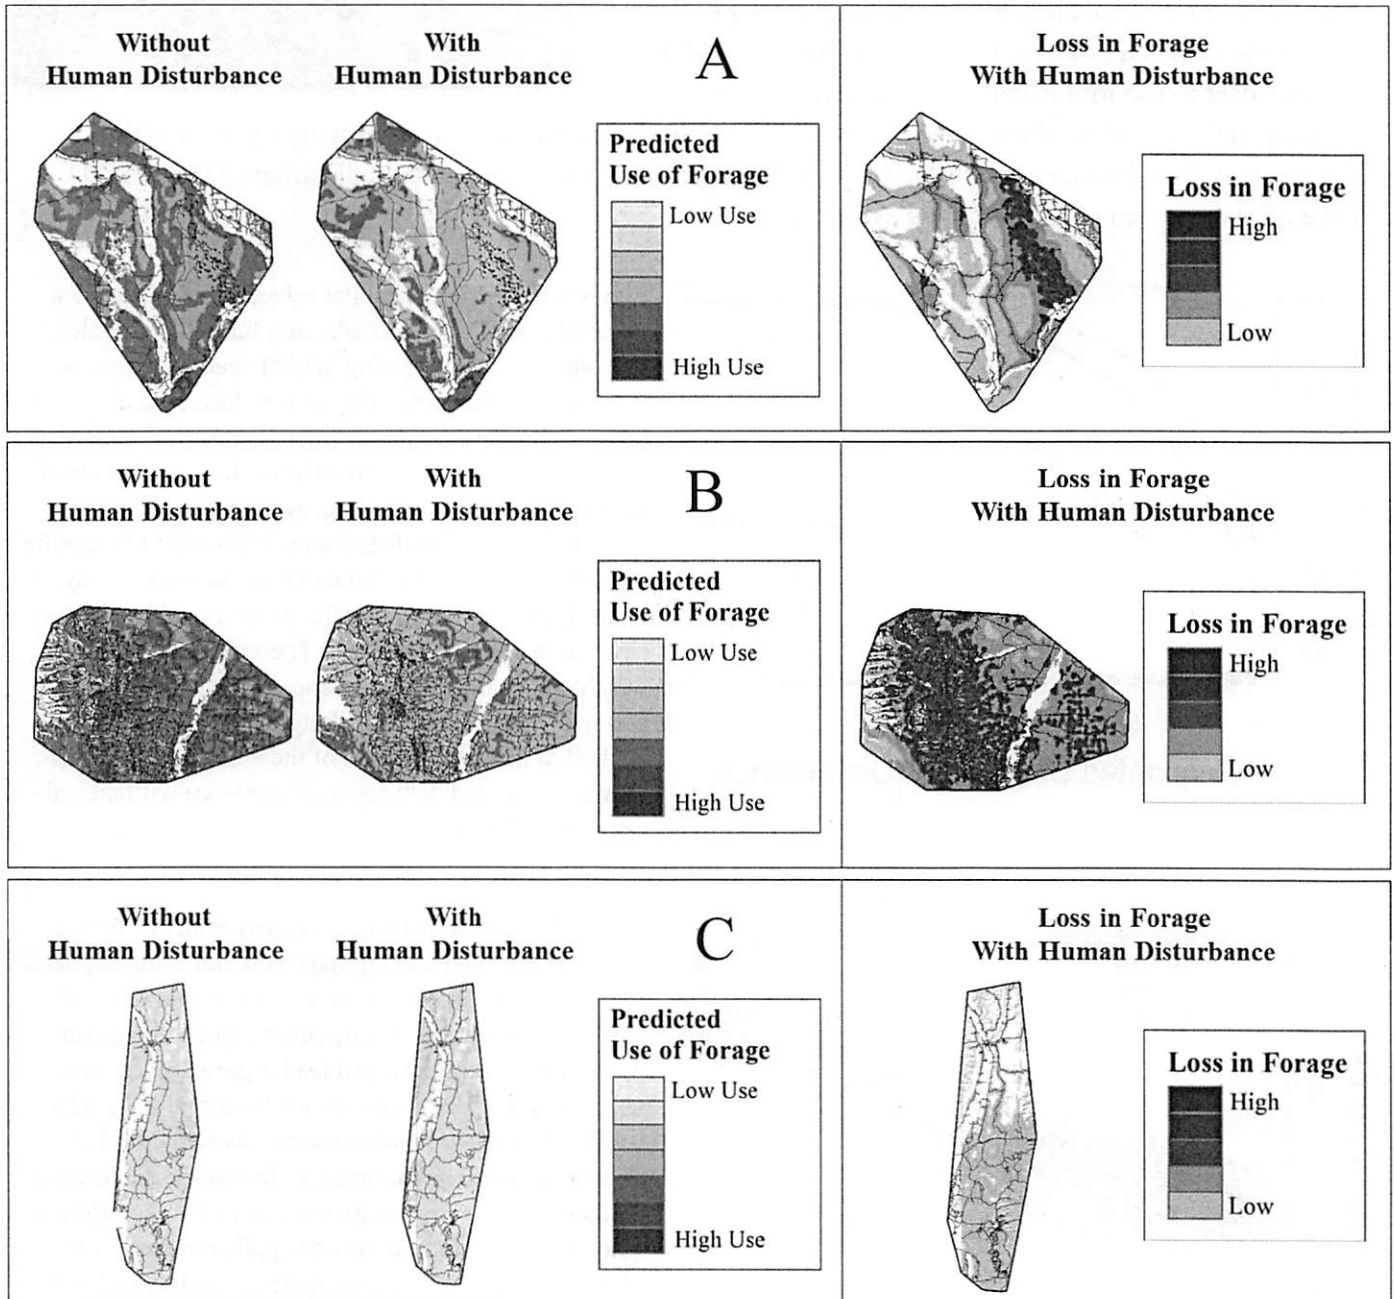 Without
Human Disturbance
With
Human Disturbance
A
Loss in Forage
With Human Disturbance
Predicted
Use of Forage
Low Use
High Use
Loss in Forage
High
Low
Without
Human Disturbance
With
Human Disturbance
B
Loss in Forage
With Human Disturbance
Predicted
Use of Forage
Low Use
High Use
Loss in Forage
High
Low
Without
Human Disturbance
With
Human Disturbance
C
Loss in Forage
With Human Disturbance
Predicted
Use of Forage
Low Use
High Use
Loss in Forage
High
Low